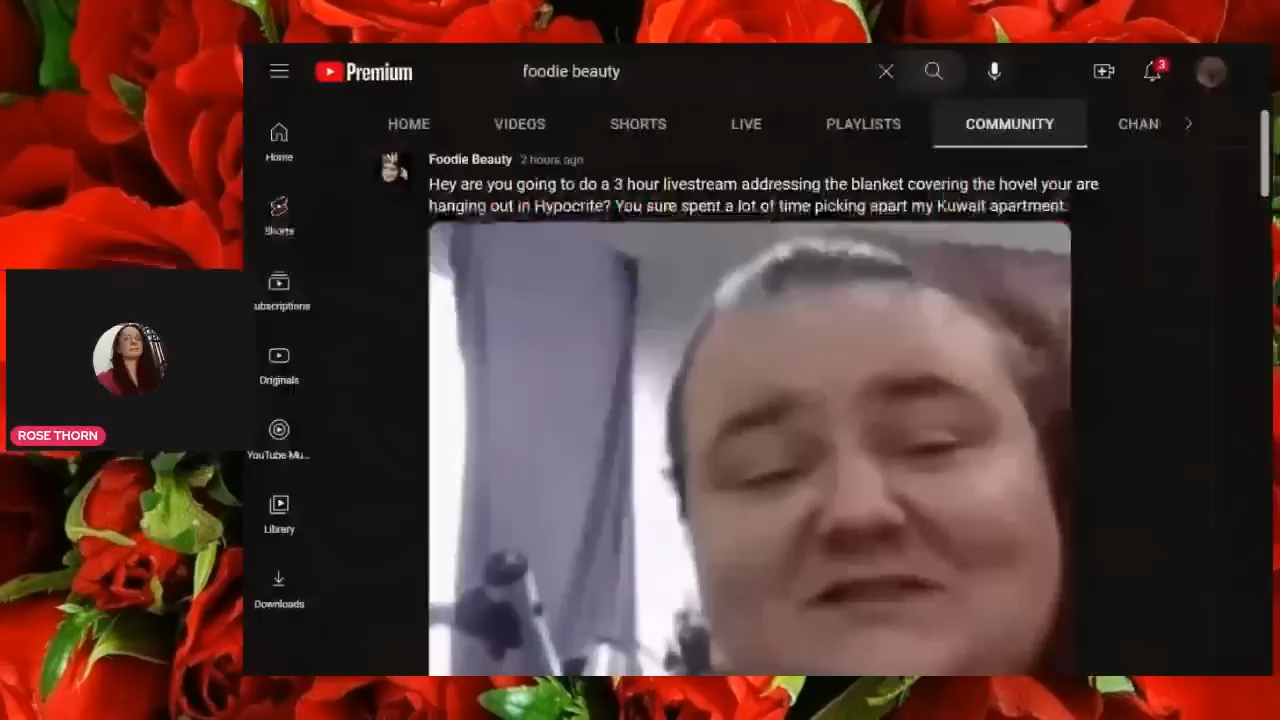 Premium
foodie beauty
3
HOME VIDEOS SHORTS LIVE PLAYLISTS COMMUNITY CHAN
Home
Shorts
ubscriptions
Originals
YouTube Mu...
Library
Downloads
Foodie Beauty 2 hours ago
Hey are you going to do a 3 hour livestream addressing the blanket covering the hovel your are
hanging out in Hypocrite? You sure spent a lot of time picking apart my Kuwait apartment
ROSE THORN